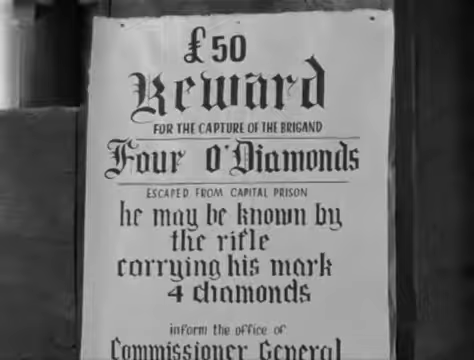 £50
Reward
FOR THE CAPTURE OF THE BRIGAND
Four O'Diamonds
ESCAPED FROM CAPITAL PRISON
he may be known by
the rifle
carrying his mark
4 diamonds
inform the office of
Commissioner General